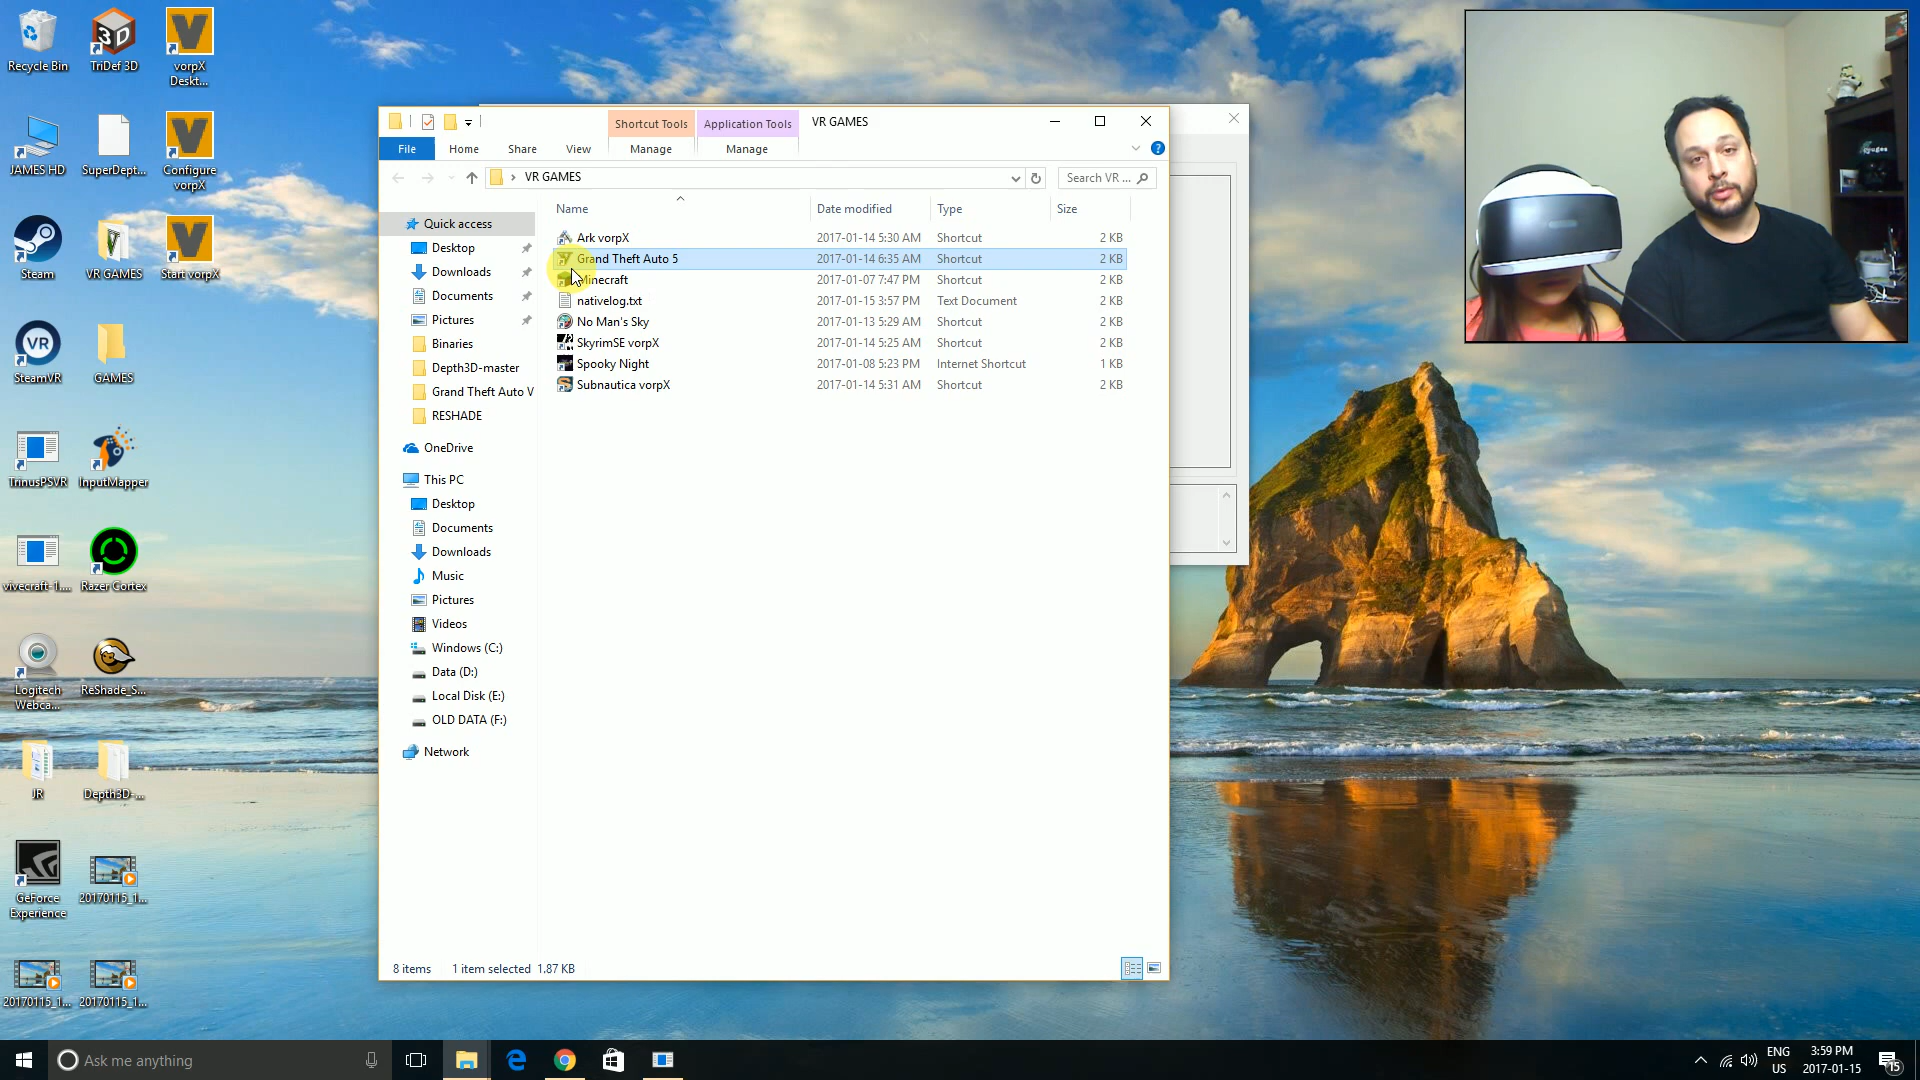 Recycle Bin
TriDef 3D
vorpX
Deskt...
JAMES HD
SuperDept...
Configure
vorpX
Steam
VR GAMES
Start vorpX
VR
SteamVR
GAMES
TrinusPSVR
InputMapper
vivecraft-1....
Razer Cortex
Logitech
Webca...
ReShade_S...
JR
Depth3D-...
GeForce
Experience
20170115_1...
20170115_1...
20170115_1...
Shortcut Tools
Application Tools
VR GAMES
File
Home
Share
View
Manage
Manage
VR GAMES
Search VR ...
Name
Date modified
Type
Size
Ark vorpX 2017-01-14 5:30 AM Shortcut 2 KB
Grand Theft Auto 5 2017-01-14 6:35 AM Shortcut 2 KB
Minecraft 2017-01-07 7:47 PM Shortcut 2 KB
nativelog.txt 2017-01-15 3:57 PM Text Document 2 KB
No Man's Sky 2017-01-13 5:29 AM Shortcut 2 KB
SkyrimSE vorpX 2017-01-14 5:25 AM Shortcut 2 KB
Spooky Night 2017-01-08 5:23 PM Internet Shortcut 1 KB
Subnautica vorpX 2017-01-14 5:31 AM Shortcut 2 KB
Quick access
Desktop
Downloads
Documents
Pictures
Binaries
Depth3D-master
Grand Theft Auto V
RESHADE
OneDrive
This PC
Desktop
Documents
Downloads
Music
Pictures
Videos
Windows (C:)
Data (D:)
Local Disk (E:)
OLD DATA (F:)
Network
8 items 1 item selected 1.87 KB
Ask me anything
ENG
US
3:59 PM
2017-01-15
15